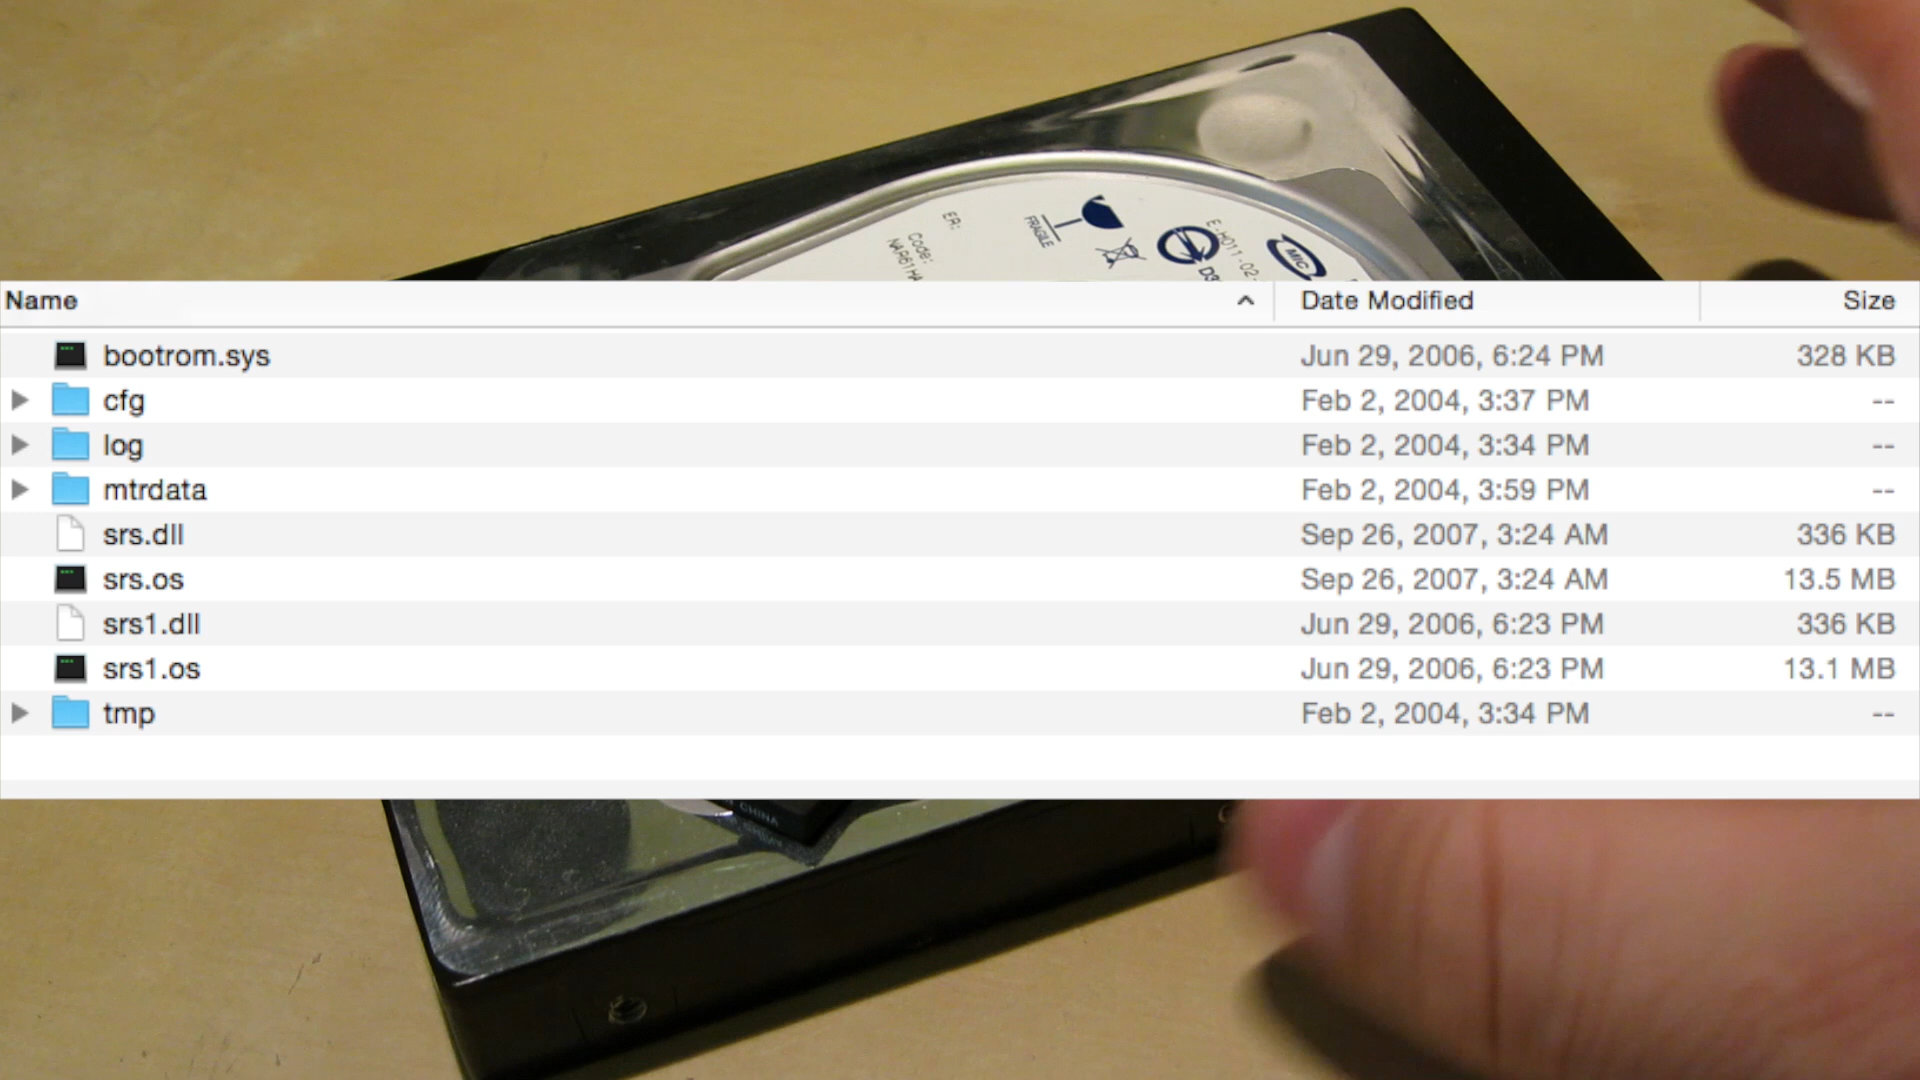 ER:
Code:
FRAGILE
MIC
Name Date Modified Size
bootrom.sys Jun 29, 2006, 6:24 PM 328 KB
cfg Feb 2, 2004, 3:37 PM --
log Feb 2, 2004, 3:34 PM --
mtrdata Feb 2, 2004, 3:59 PM --
srs.dll Sep 26, 2007, 3:24 AM 336 KB
srs.os Sep 26, 2007, 3:24 AM 13.5 MB
srs1.dll Jun 29, 2006, 6:23 PM 336 KB
srs1.os Jun 29, 2006, 6:23 PM 13.1 MB
tmp Feb 2, 2004, 3:34 PM --
CHINA